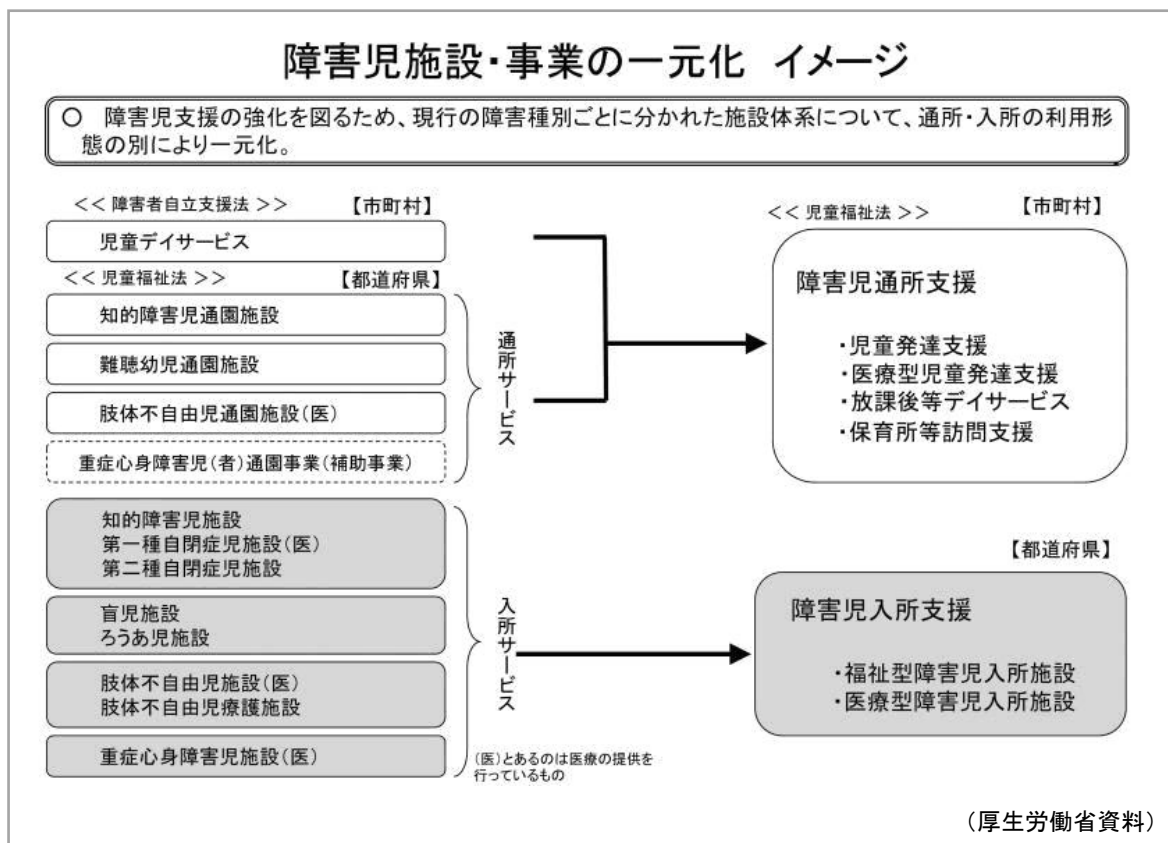 障害児施設・事業の一元化 イメージ
○ 障害児支援の強化を図るため、現行の障害種別ごとに分かれた施設体系について、通所・入所の利用形
態の別により一元化。
<< 障害者自立支援法 >> 【市町村】
児童デイサービス
<< 児童福祉法 >> 【都道府県】
知的障害児通園施設
難聴幼児通園施設
肢体不自由児通園施設(医)
重症心身障害児(者)通園事業(補助事業)
通所サービス
知的障害児施設
第一種自閉症児施設(医)
第二種自閉症児施設
盲児施設
ろうあ児施設
肢体不自由児施設(医)
肢体不自由児療護施設
重症心身障害児施設(医)
入所サービス
(医)とあるのは医療の提供を
行っているもの
<< 児童福祉法 >> 【市町村】
障害児通所支援
・児童発達支援
・医療型児童発達支援
・放課後等デイサービス
・保育所等訪問支援
【都道府県】
障害児入所支援
・福祉型障害児入所施設
・医療型障害児入所施設
(厚生労働省資料)